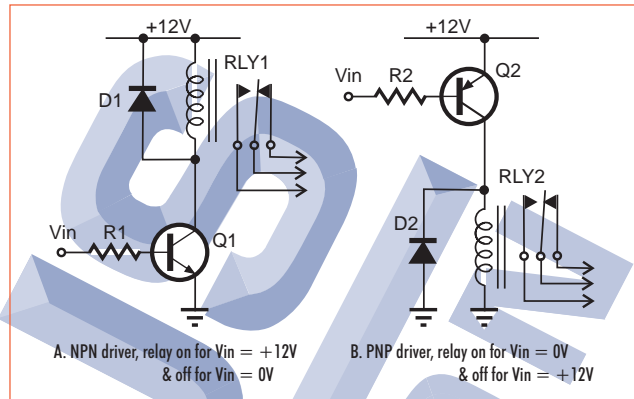 +12V
RLY1
D1
Vin
R1
Q1
A. NPN driver, relay on for Vin = +12V
& off for Vin = 0V
+12V
Q2
Vin
R2
RLY2
D2
B. PNP driver, relay on for Vin = 0V
& off for Vin = +12V